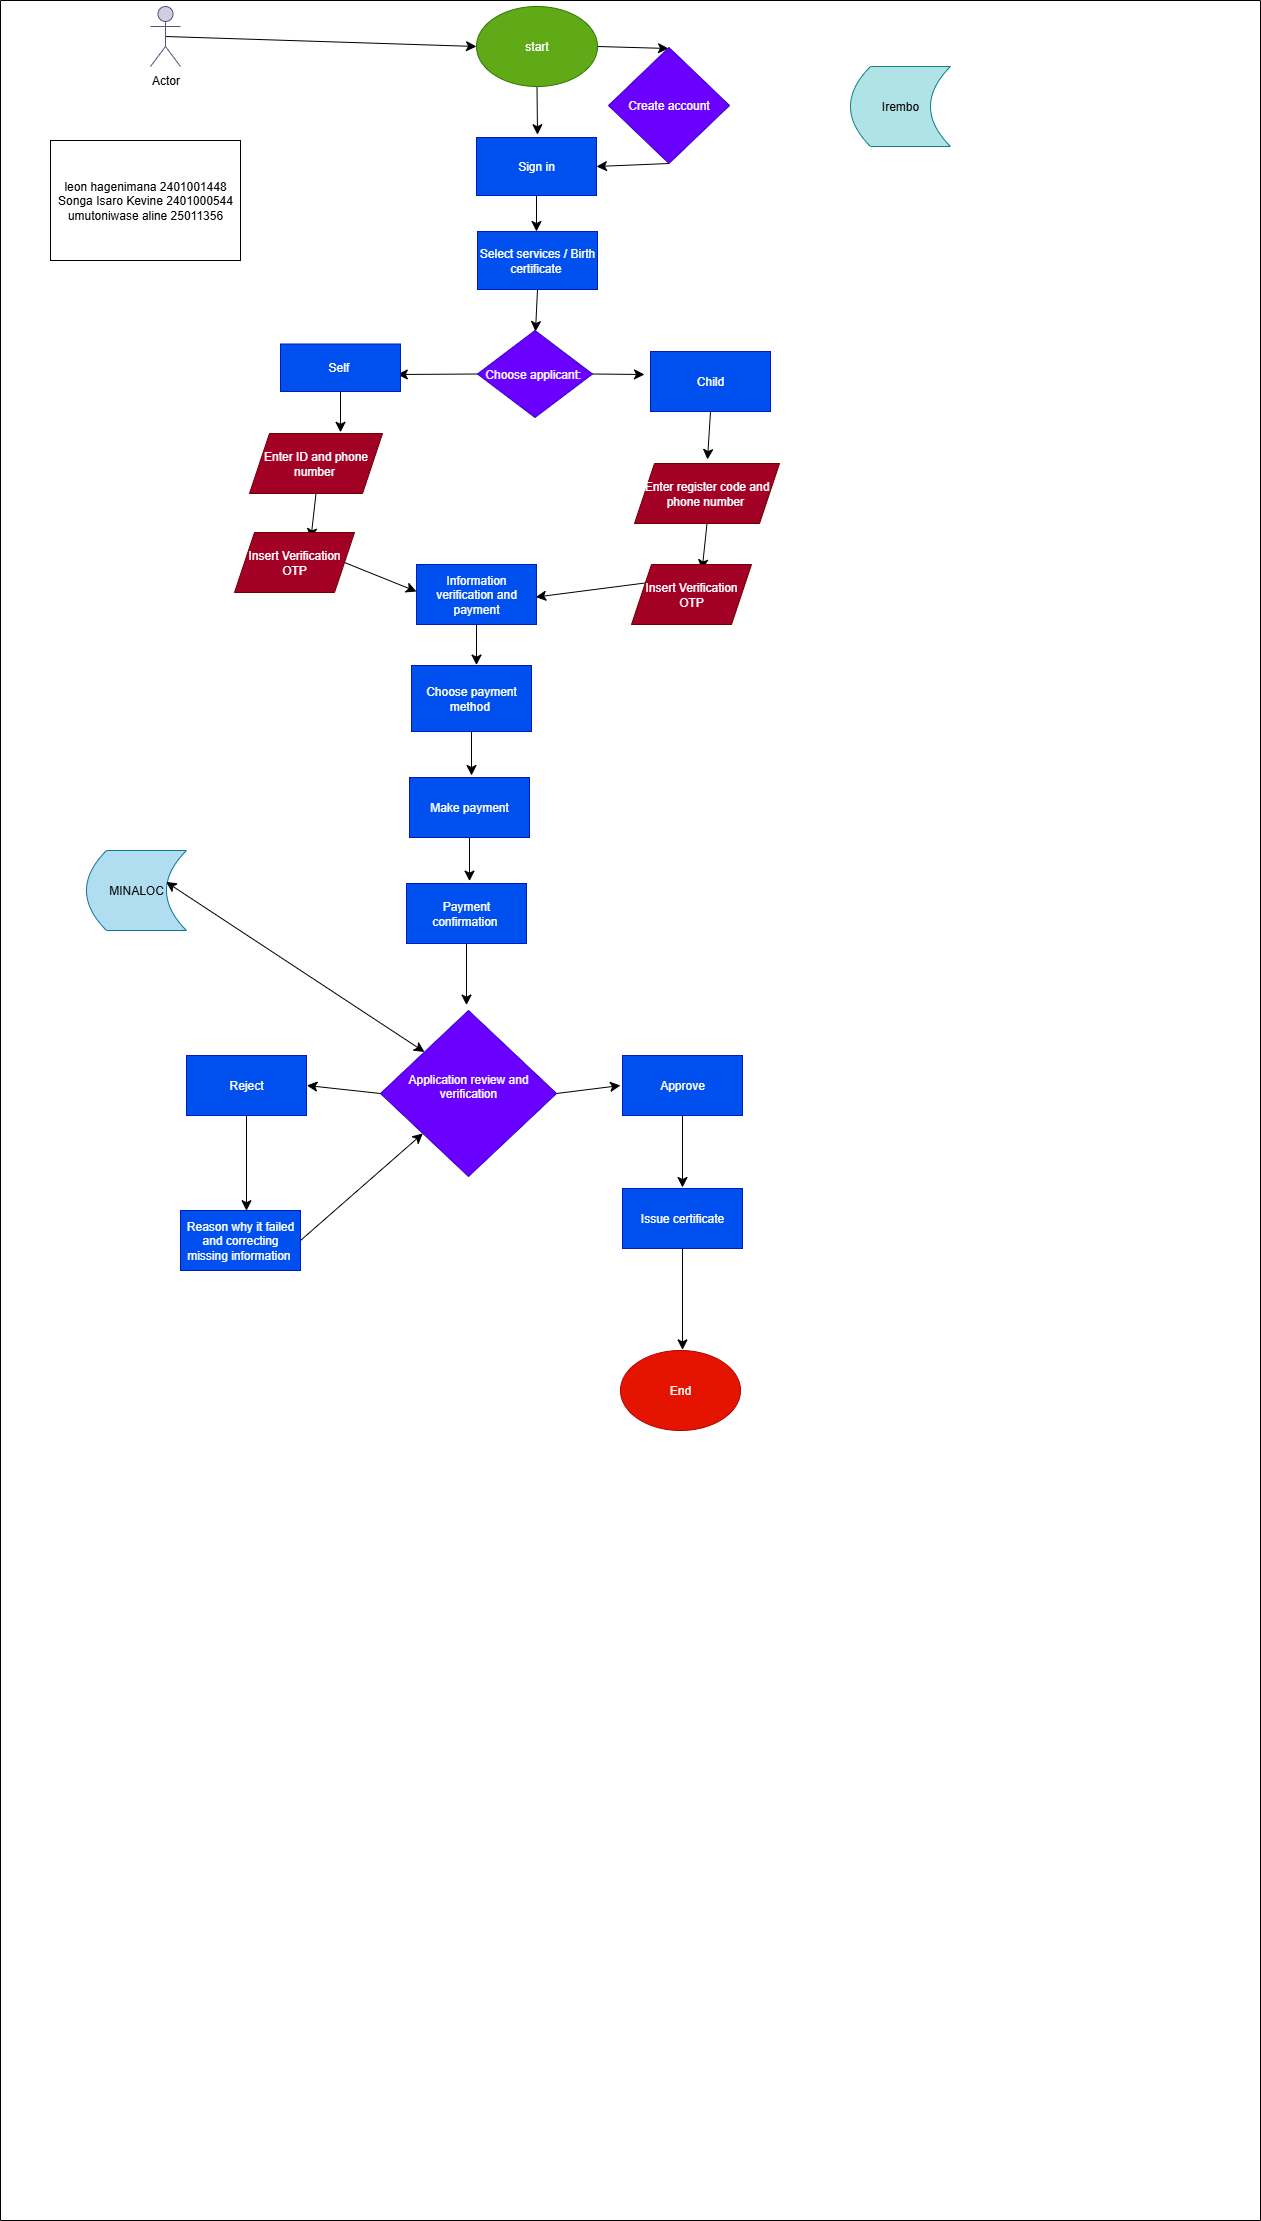 Actor
start
Create account
Irembo
Sign in
leon hagenimana 2401001448
Songa Isaro Kevine 2401000544
umutoniwase aline 25011356
Select services / Birth
certificate
Self
Choose applicant:
Child
Enter ID and phone
number
Enter register code and
phone number
Insert Verification
OTP
Information
verification and
payment
Insert Verification
OTP
Choose payment
method
Make payment
MINALOC
Payment
confirmation
Reject
Application review and
verification
Approve
Reason why it failed
and correcting
missing information
Issue certificate
End